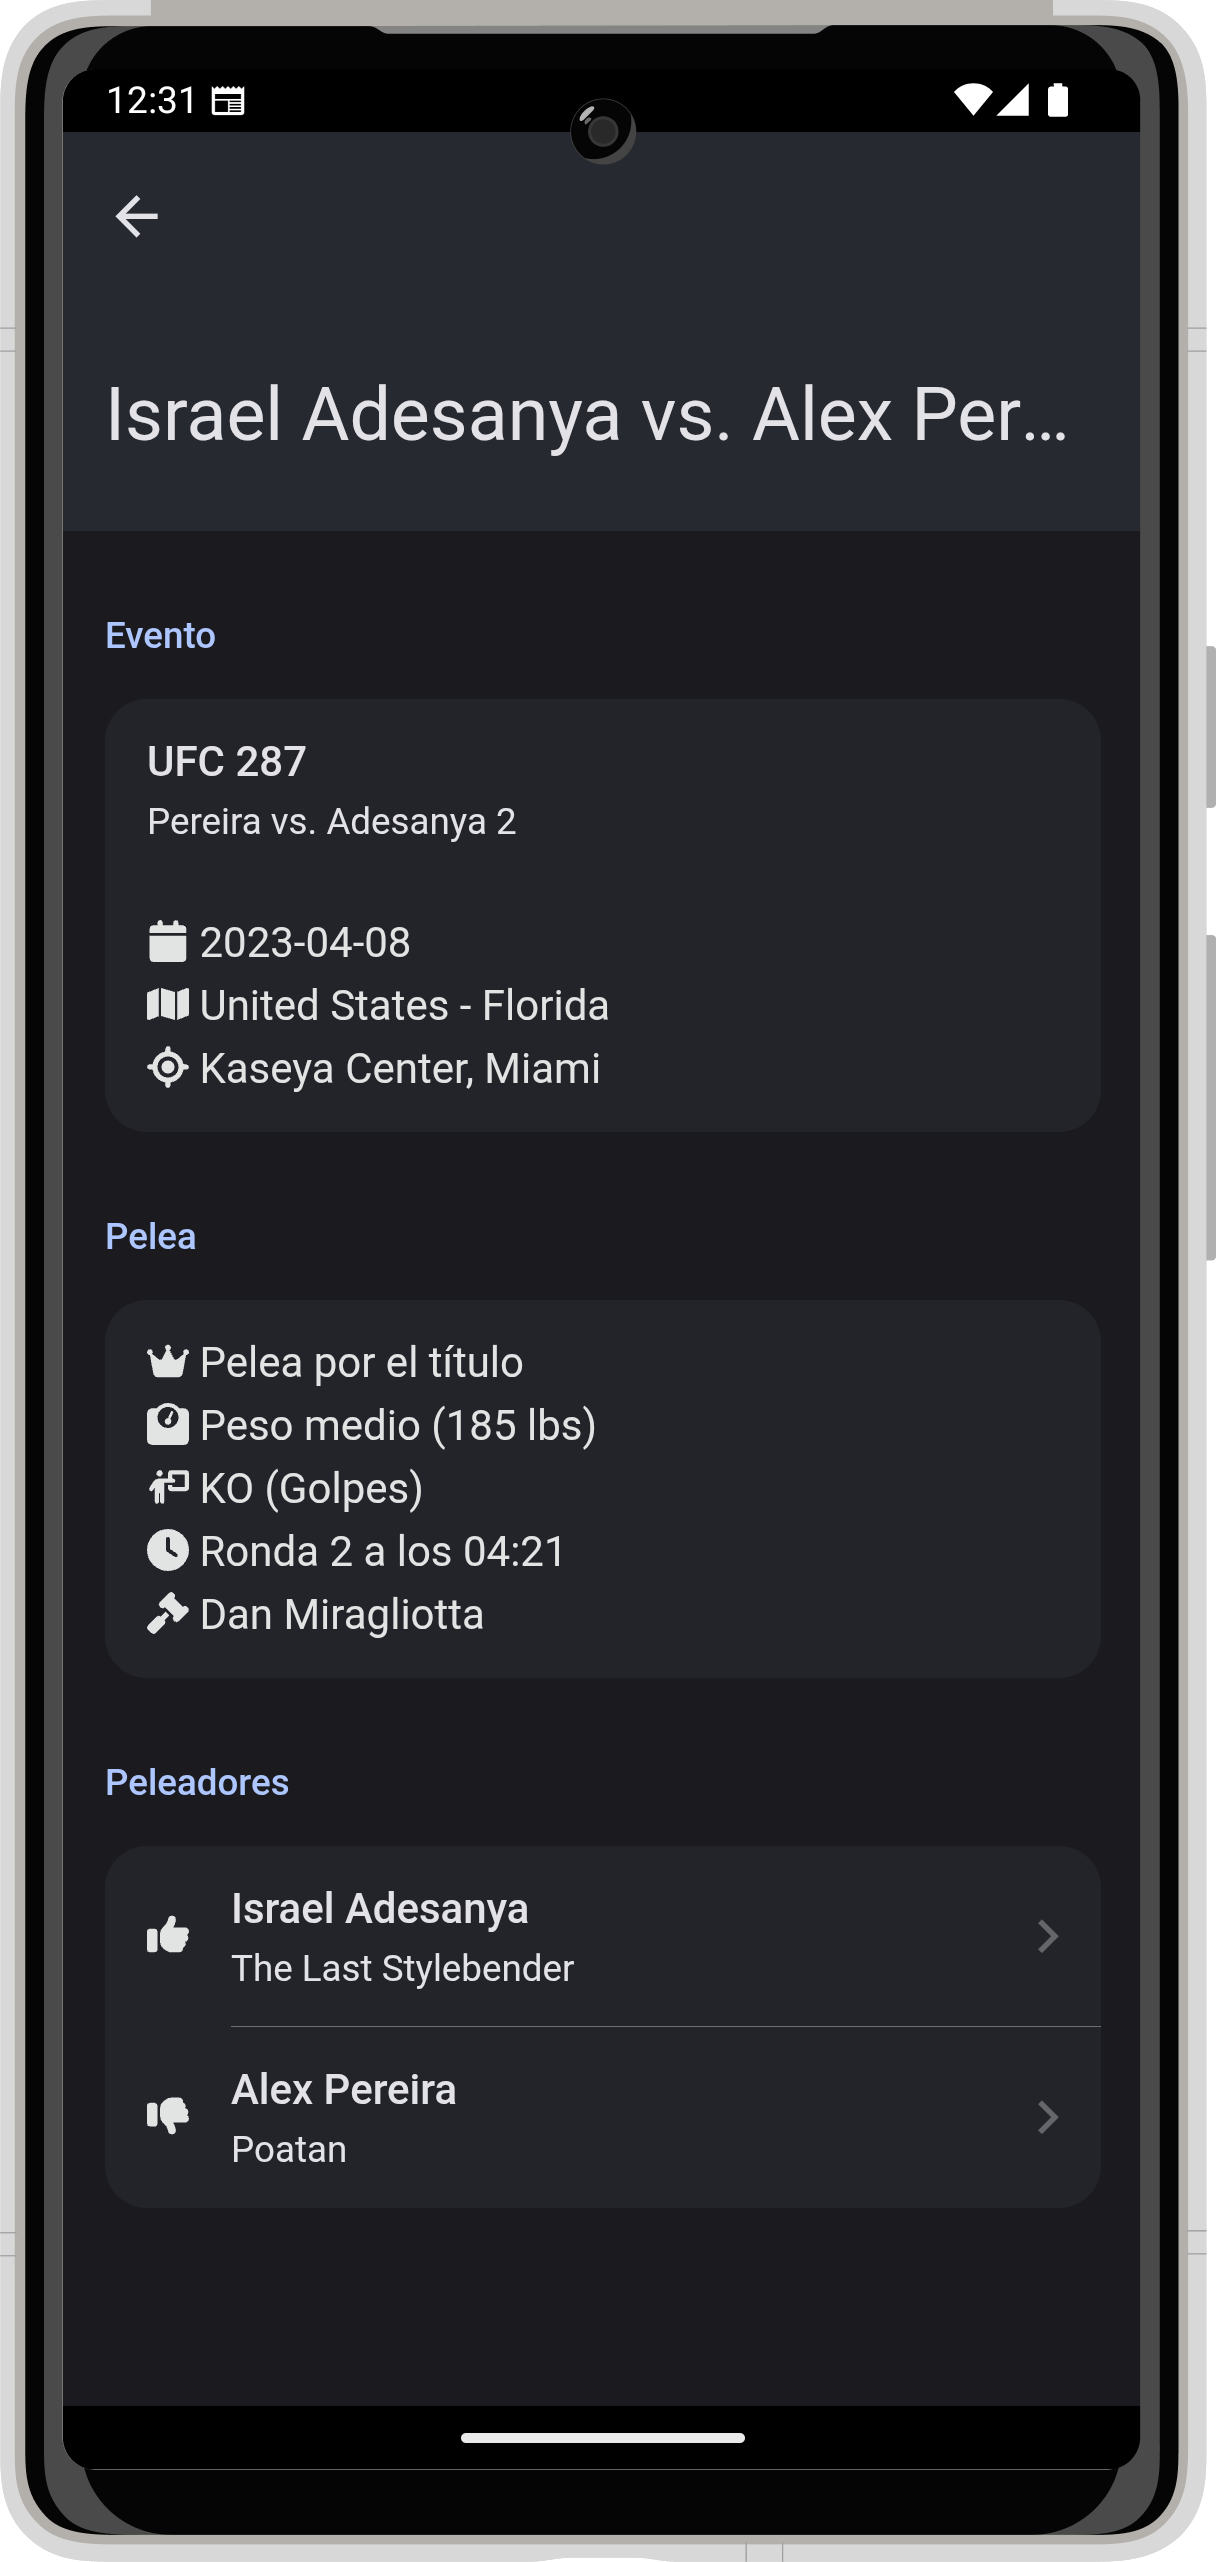 12:31
Israel Adesanya vs. Alex Per...
Evento
UFC 287
Pereira vs. Adesanya 2
2023-04-08
United States - Florida
Kaseya Center, Miami
Pelea
Pelea por el título
Peso medio (185 lbs)
KO (Golpes)
Ronda 2 a los 04:21
Dan Miragliotta
Peleadores
Israel Adesanya
The Last Stylebender
Alex Pereira
Poatan